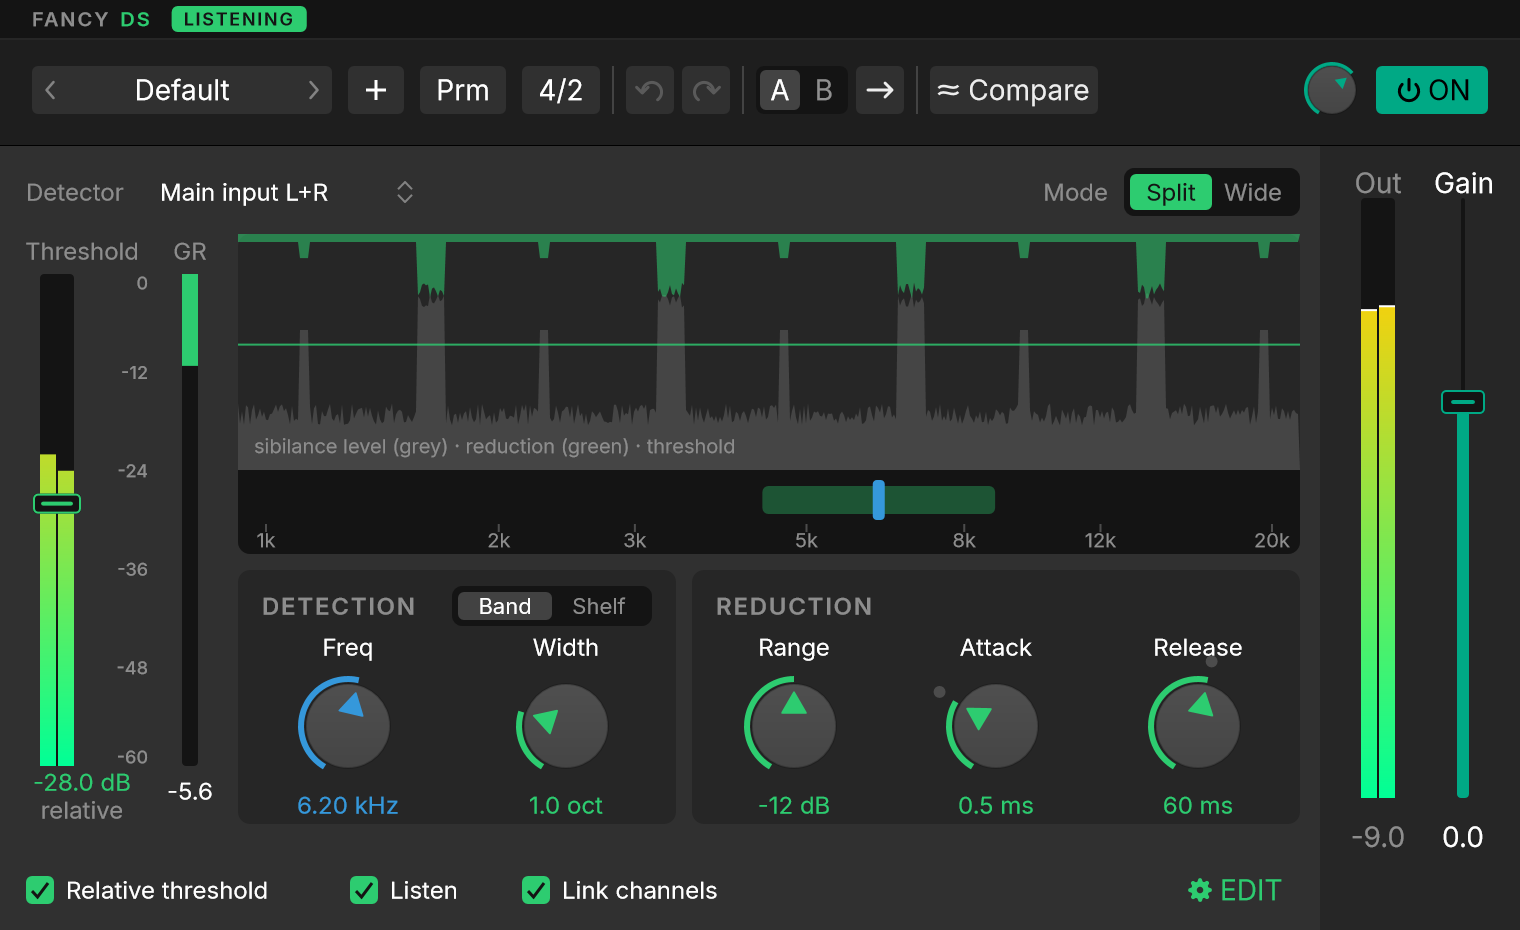 FANCY DS LISTENING
Default + Prm 4/2 A B → ≈ Compare ON
Detector Main input L+R Mode Split Wide Out Gain
Threshold GR
0
-12
-24
-36
-48
-60
-28.0 dB
relative
-5.6
sibilance level (grey) · reduction (green) · threshold
1k 2k 3k 5k 8k 12k 20k
DETECTION Band Shelf
Freq Width
6.20 kHz 1.0 oct
REDUCTION
Range Attack Release
-12 dB 0.5 ms 60 ms
-9.0 0.0
Relative threshold Listen Link channels EDIT